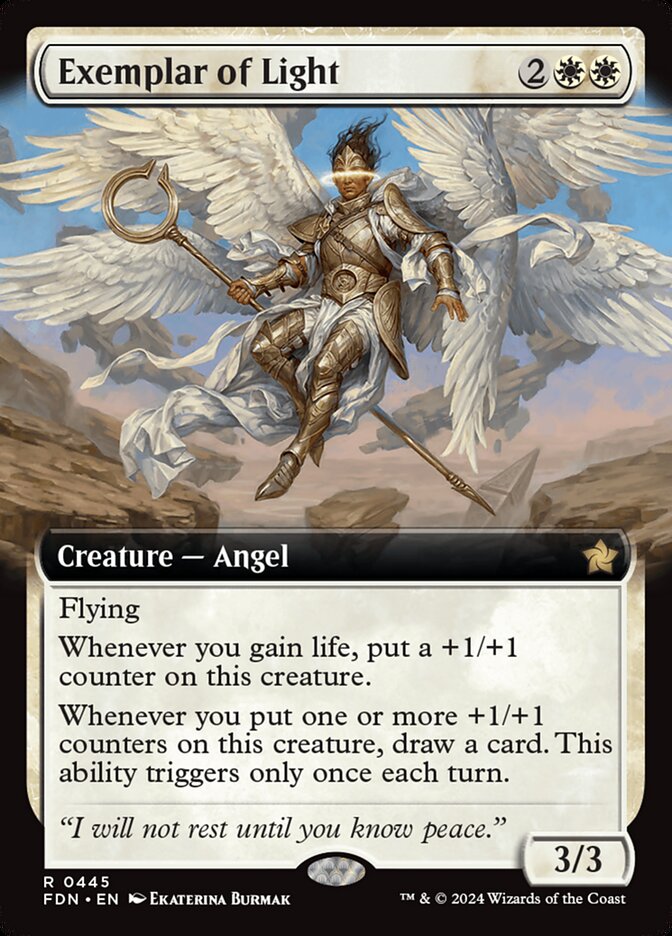 Exemplar of Light 2
Creature — Angel
Flying
Whenever you gain life, put a +1/+1
counter on this creature.
Whenever you put one or more +1/+1
counters on this creature, draw a card. This
ability triggers only once each turn.
“I will not rest until you know peace.”
3/3
R 0445
FDN • EN Ekaterina Burmak
™ & © 2024 Wizards of the Coast